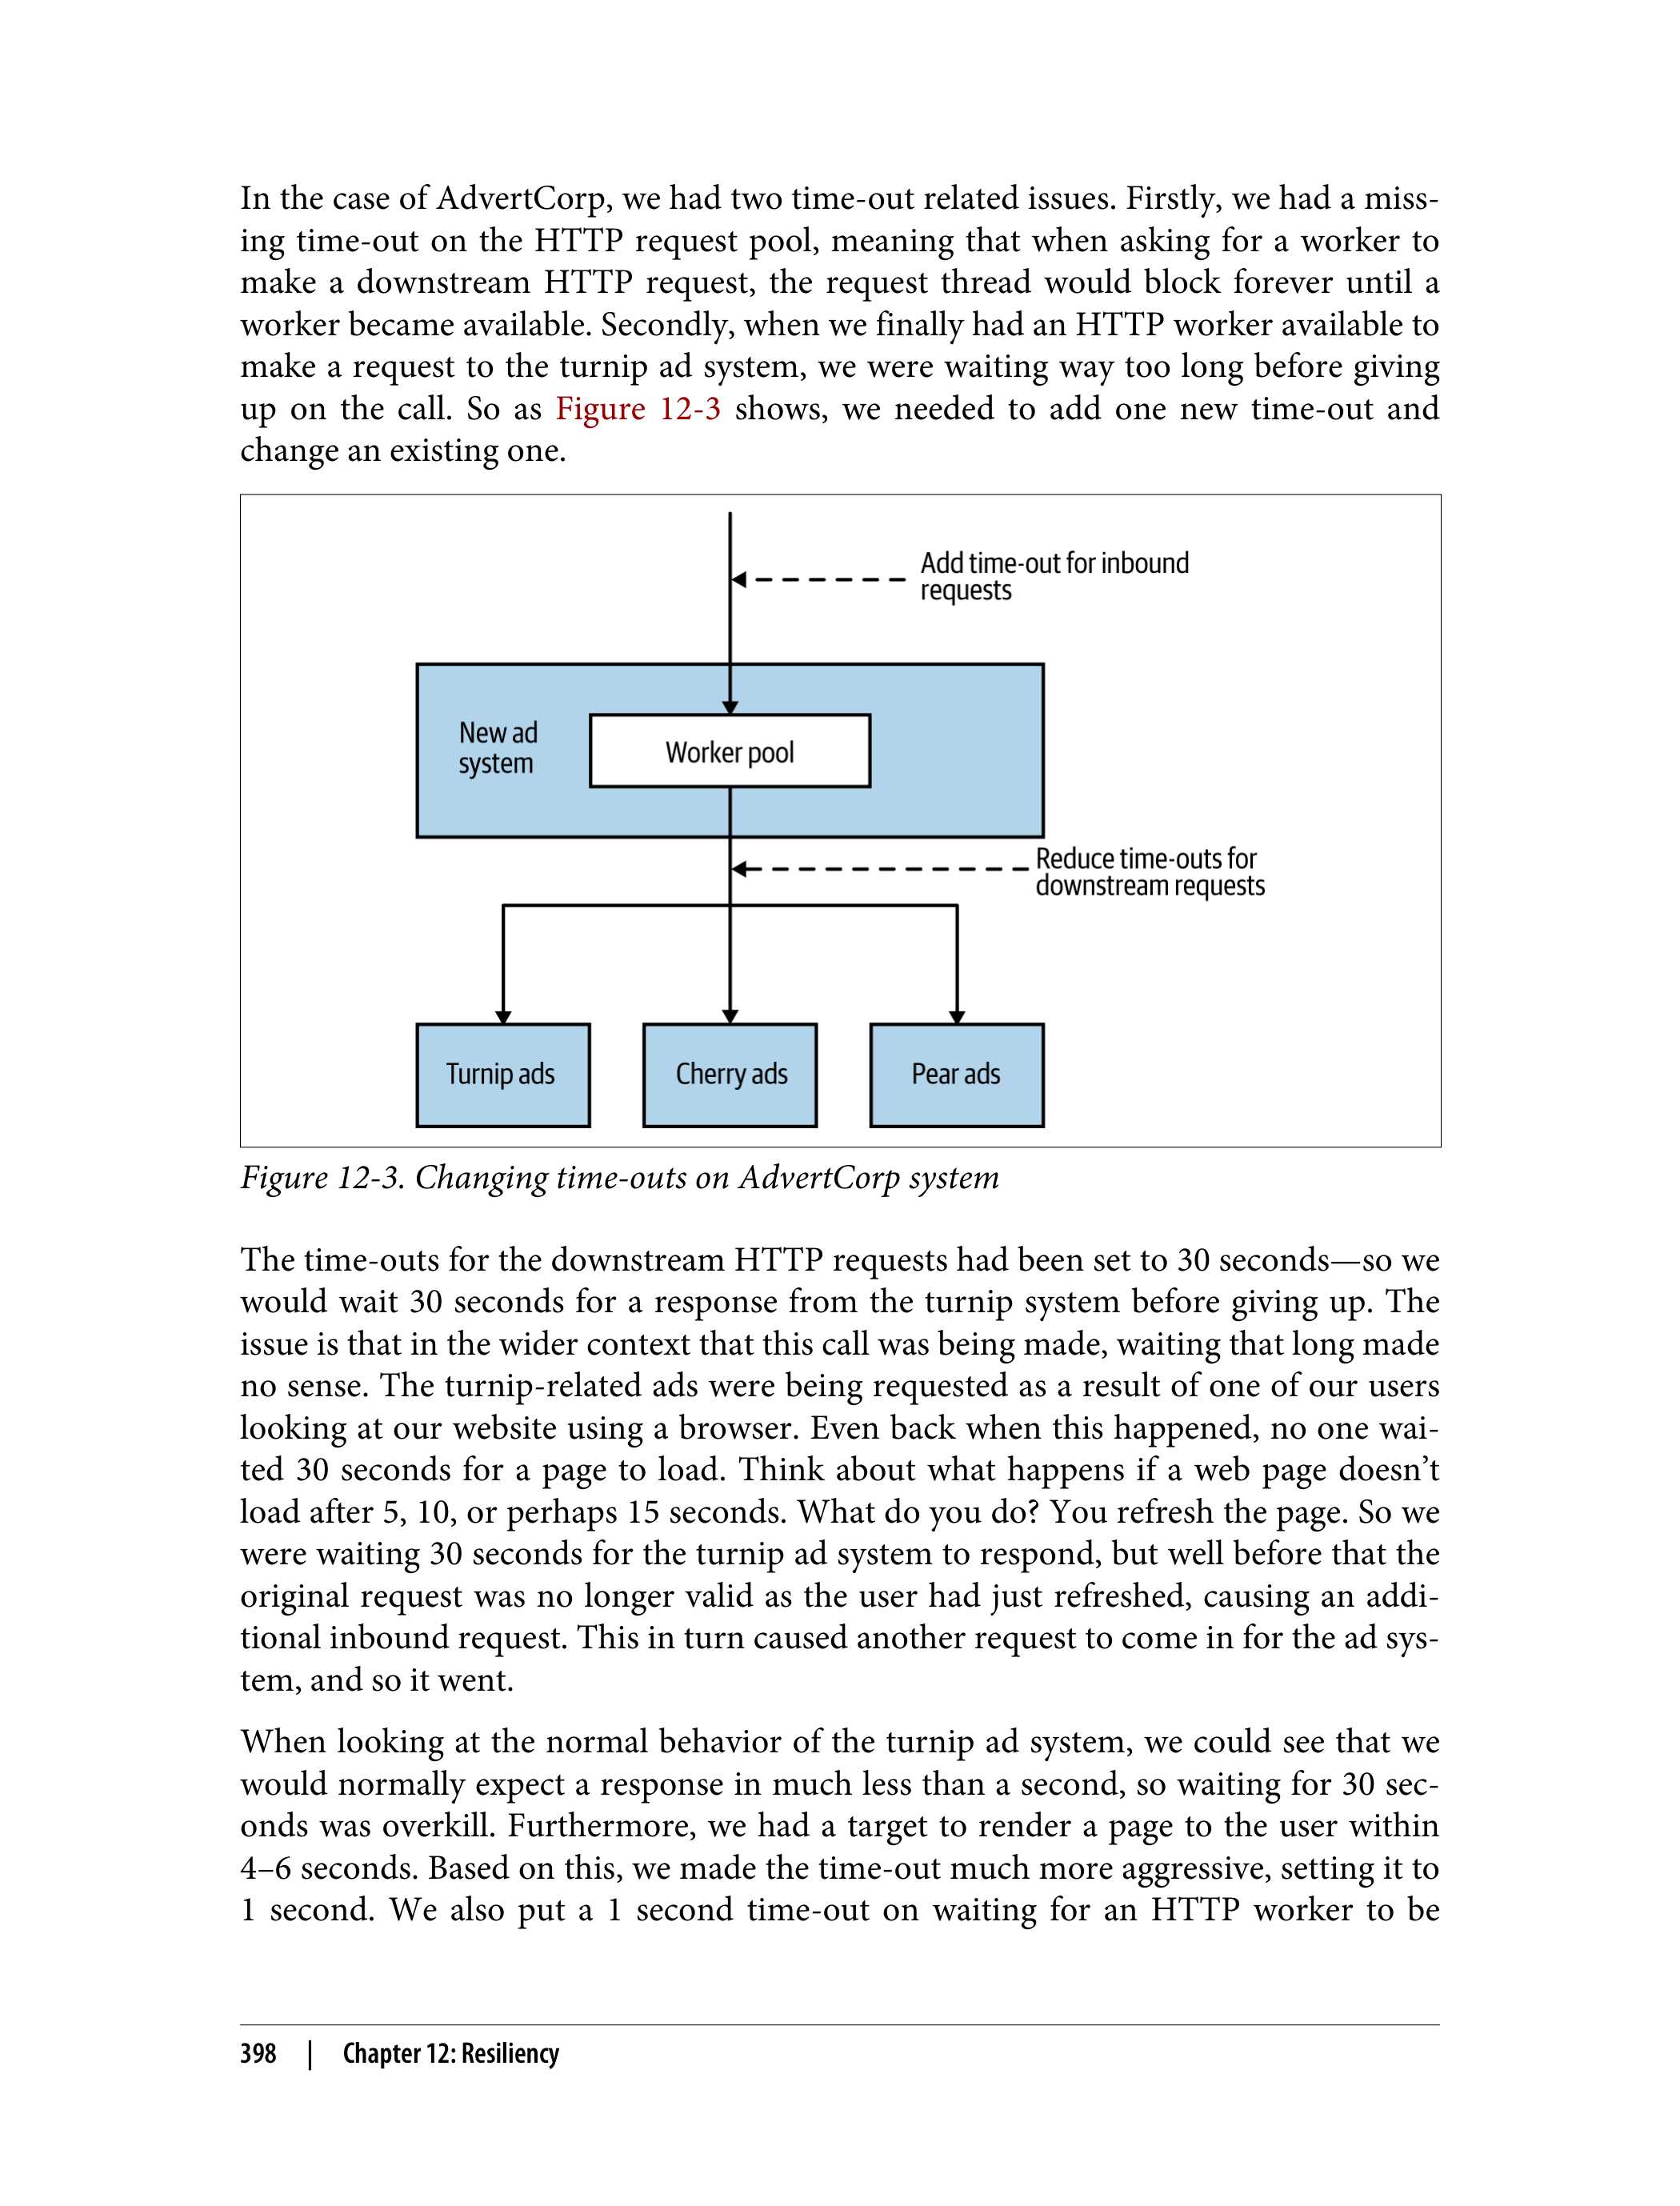 In the case of AdvertCorp, we had two time-out related issues. Firstly, we had a miss-
ing time-out on the HTTP request pool, meaning that when asking for a worker to
make a downstream HTTP request, the request thread would block forever until a
worker became available. Secondly, when we finally had an HTTP worker available to
make a request to the turnip ad system, we were waiting way too long before giving
up on the call. So as Figure 12-3 shows, we needed to add one new time-out and
change an existing one.
Add time-out for inbound
requests
New ad
system
Worker pool
Reduce time-outs for
downstream requests
Turnip ads
Cherry ads
Pear ads
Figure 12-3. Changing time-outs on AdvertCorp system
The time-outs for the downstream HTTP requests had been set to 30 seconds—so we
would wait 30 seconds for a response from the turnip system before giving up. The
issue is that in the wider context that this call was being made, waiting that long made
no sense. The turnip-related ads were being requested as a result of one of our users
looking at our website using a browser. Even back when this happened, no one wai-
ted 30 seconds for a page to load. Think about what happens if a web page doesn’t
load after 5, 10, or perhaps 15 seconds. What do you do? You refresh the page. So we
were waiting 30 seconds for the turnip ad system to respond, but well before that the
original request was no longer valid as the user had just refreshed, causing an addi-
tional inbound request. This in turn caused another request to come in for the ad sys-
tem, and so it went.
When looking at the normal behavior of the turnip ad system, we could see that we
would normally expect a response in much less than a second, so waiting for 30 sec-
onds was overkill. Furthermore, we had a target to render a page to the user within
4–6 seconds. Based on this, we made the time-out much more aggressive, setting it to
1 second. We also put a 1 second time-out on waiting for an HTTP worker to be
398 | Chapter 12: Resiliency